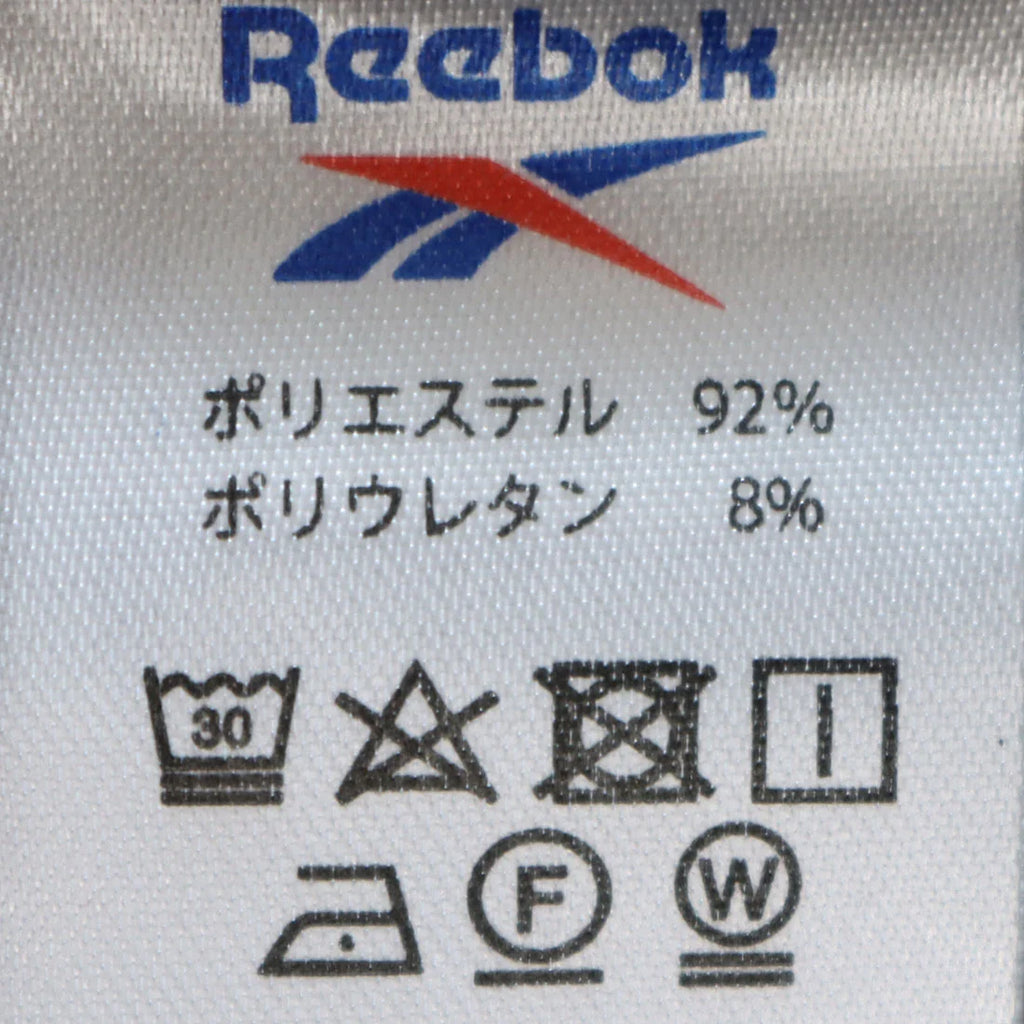 Reebok
ポリエステル 92%
ポリウレタン 8%
30
F W